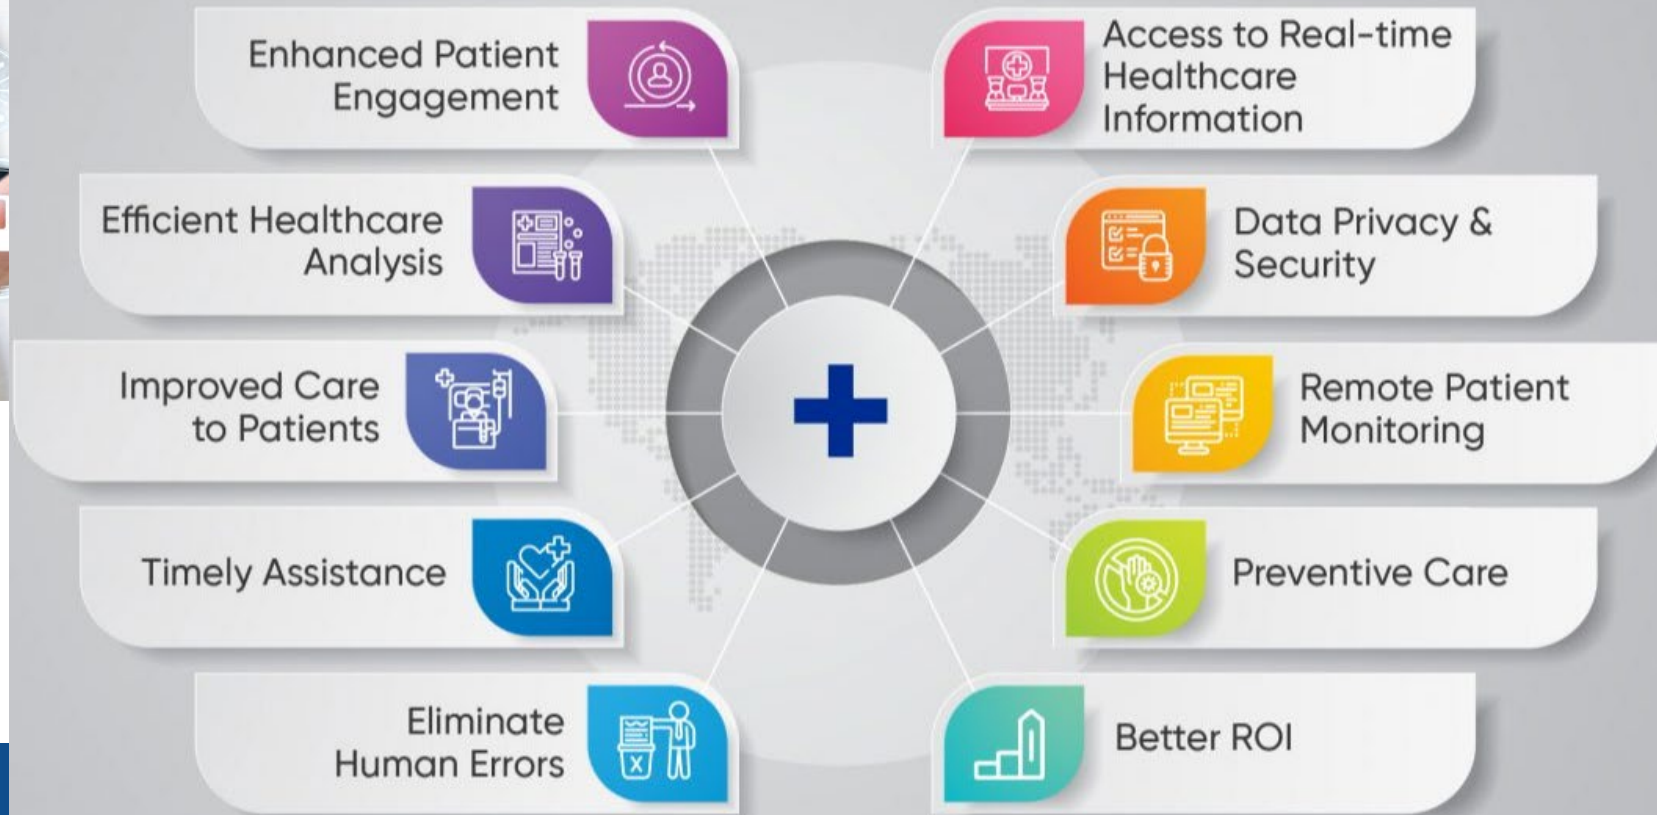 Enhanced Patient
Engagement
Efficient Healthcare
Analysis
Improved Care
to Patients
Timely Assistance
Eliminate
Human Errors
Access to Real-time
Healthcare
Information
Data Privacy &
Security
Remote Patient
Monitoring
Preventive Care
Better ROI